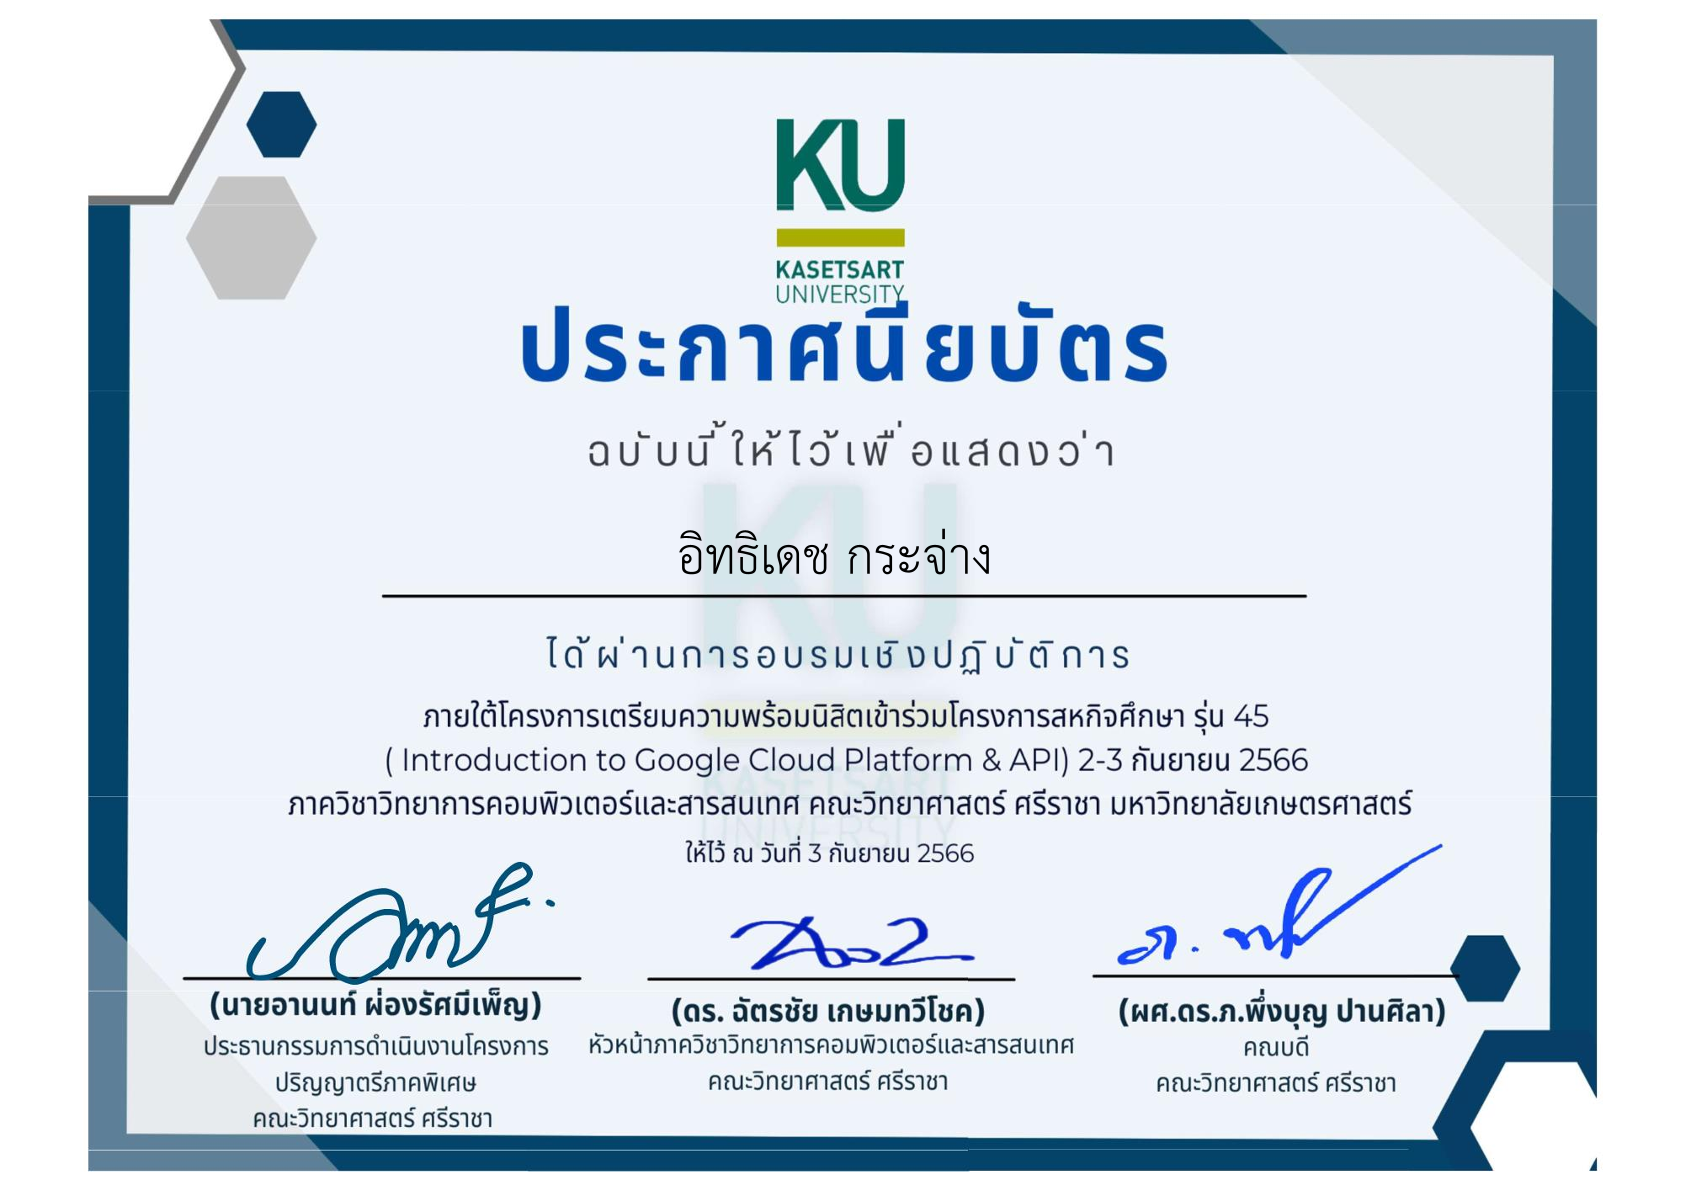 KU
KASETSART
UNIVERSITY
ประกาศนียบัตร
ฉบับนี้ให้ไว้เพื่อแสดงว่า
อิทธิเดช กระจ่าง
ได้ผ่านการอบรมเชิงปฏิบัติการ
ภายใต้โครงการเตรียมความพร้อมนิสิตเข้าร่วมโครงการสหกิจศึกษา รุ่น 45
( Introduction to Google Cloud Platform & API) 2-3 กันยายน 2566
ภาควิชาวิทยาการคอมพิวเตอร์และสารสนเทศ คณะวิทยาศาสตร์ ศรีราชา มหาวิทยาลัยเกษตรศาสตร์
ให้ไว้ ณ วันที่ 3 กันยายน 2566
(นายอานนท์ ผ่องรัศมีเพ็ญ)
ประธานกรรมการดำเนินงานโครงการ
ปริญญาตรีภาคพิเศษ
คณะวิทยาศาสตร์ ศรีราชา
(ดร. ฉัตรชัย เกษมทวีโชค)
หัวหน้าภาควิชาวิทยาการคอมพิวเตอร์และสารสนเทศ
คณะวิทยาศาสตร์ ศรีราชา
(ผศ.ดร.ภ.พึ่งบุญ ปานศิลา)
คณบดี
คณะวิทยาศาสตร์ ศรีราชา